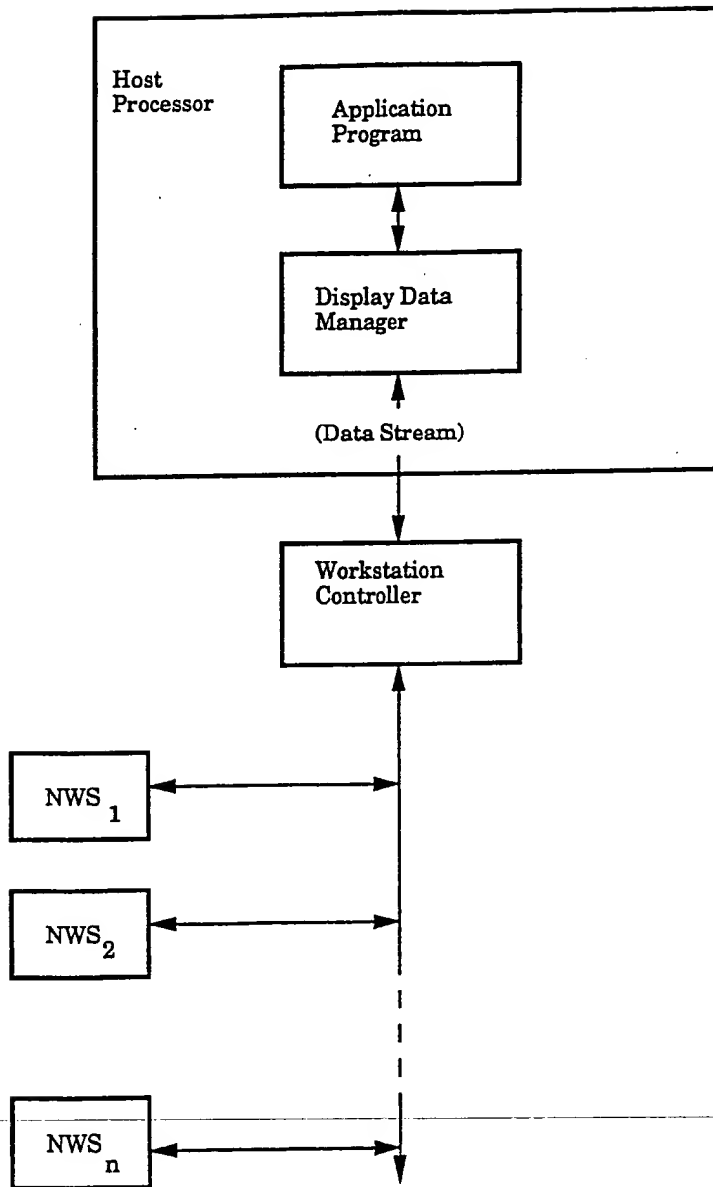 Host
Processor
Application
Program
Display Data
Manager
(Data Stream)
Workstation
Controller
NWS 1
NWS 2
NWS n